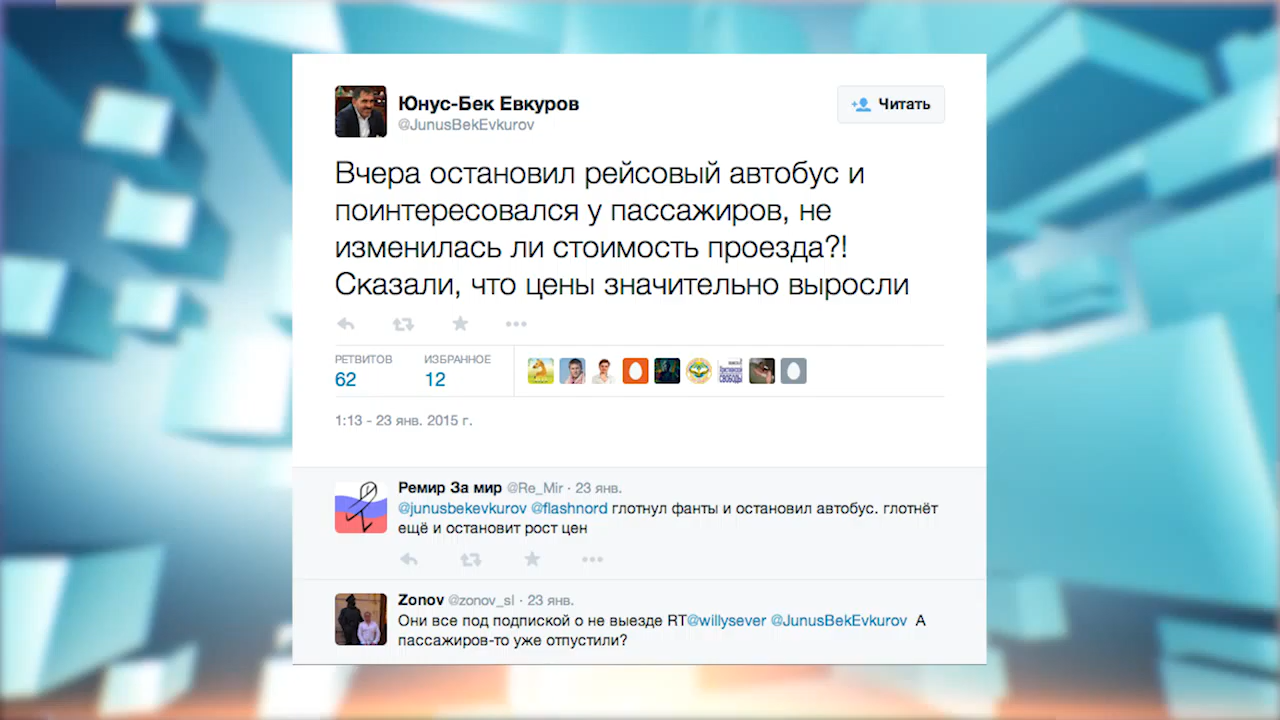 Юнус-Бек Евкуров
@JunusBekEvkurov
Читать
Вчера остановил рейсовый автобус и
поинтересовался у пассажиров, не
изменилась ли стоимость проезда?!
Сказали, что цены значительно выросли
РЕТВИТОВ
62
ИЗБРАННОЕ
12
1:13 - 23 янв. 2015 г.
Ремир За мир @Re_Mir · 23 янв.
@junusbekevkurov @flashnord глотнул фанты и остановил автобус. глотнёт
ещё и остановит рост цен
Zonov @zonov_sl · 23 янв.
Они все под подпиской о не выезде RT@willysever @JunusBekEvkurov А
пассажиров-то уже отпустили?